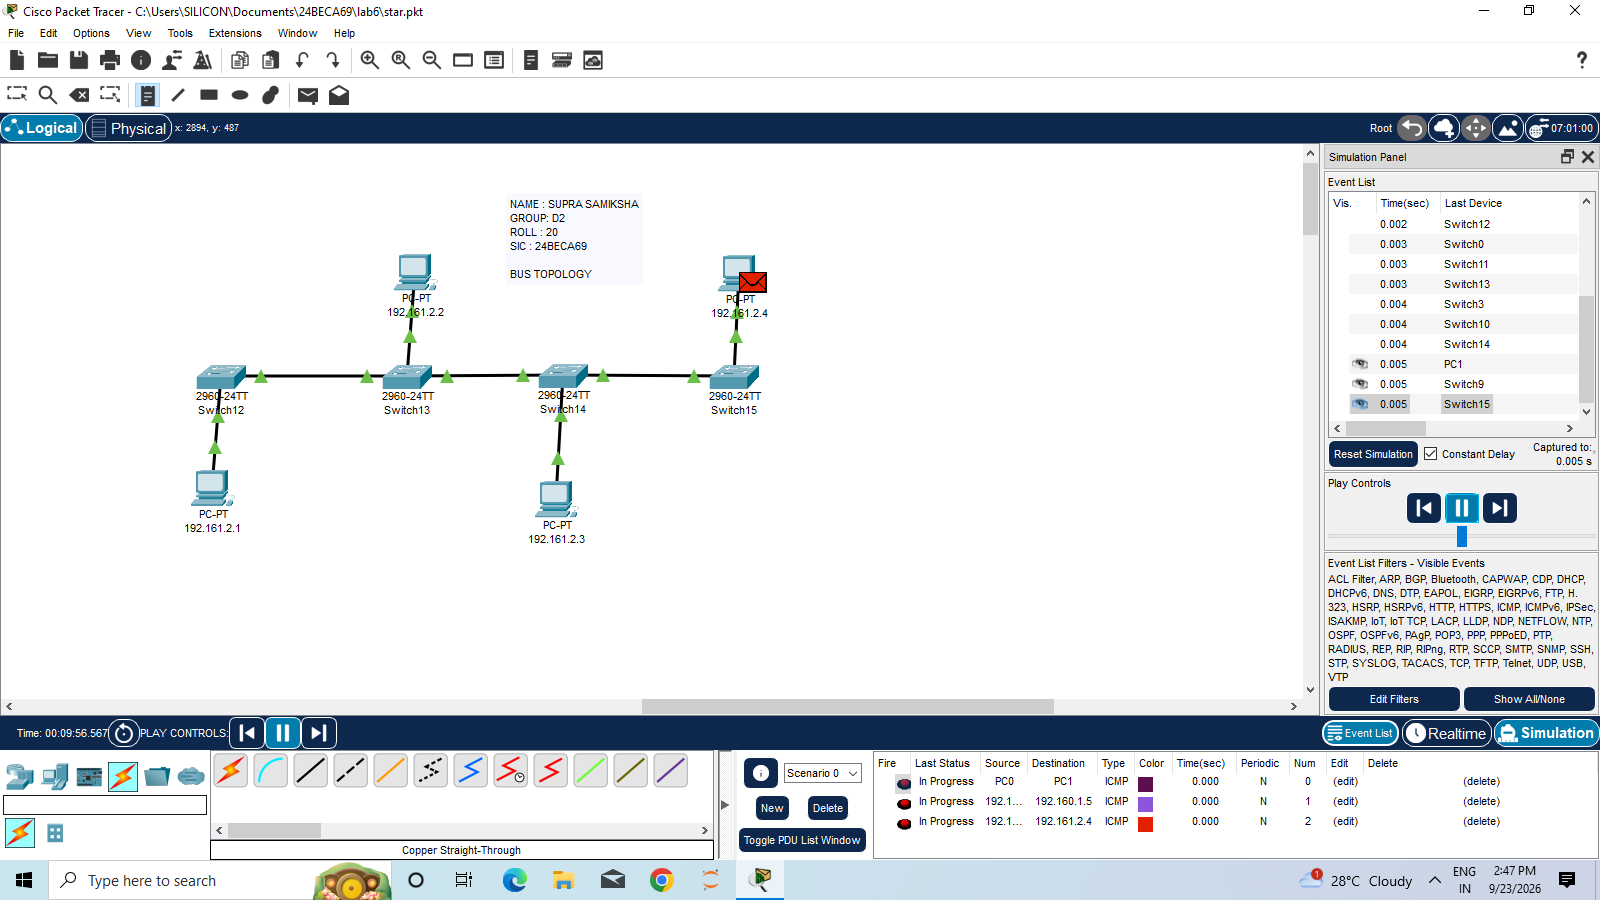 Cisco Packet Tracer - C:\Users\SILICON\Documents\24BECA69\lab6\star.pkt
File Edit Options View Tools Extensions Window Help
?
Logical Physical x: 2894, y: 487 Root 07:01:00
Simulation Panel
Event List
Vis. Time(sec) Last Device
0.002 Switch12
0.003 Switch0
0.003 Switch11
0.003 Switch13
0.004 Switch3
0.004 Switch10
0.004 Switch14
0.005 PC1
0.005 Switch9
0.005 Switch15
Reset Simulation Constant Delay Captured to:
0.005 s
Play Controls
Event List Filters - Visible Events
ACL Filter, ARP, BGP, Bluetooth, CAPWAP, CDP, DHCP,
DHCPv6, DNS, DTP, EAPOL, EIGRP, EIGRPv6, FTP, H.
323, HSRP, HSRPv6, HTTP, HTTPS, ICMP, ICMPv6, IPSec,
ISAKMP, IoT, IoT TCP, LACP, LLDP, NDP, NETFLOW, NTP,
OSPF, OSPFv6, PAgP, POP3, PPP, PPPoED, PTP,
RADIUS, REP, RIP, RIPng, RTP, SCCP, SMTP, SNMP, SSH,
STP, SYSLOG, TACACS, TCP, TFTP, Telnet, UDP, USB,
VTP
Edit Filters Show All/None
NAME : SUPRA SAMIKSHA
GROUP: D2
ROLL : 20
SIC : 24BECA69
BUS TOPOLOGY
PC-PT
192.161.2.2
PC-PT
192.161.2.4
2960-24TT
Switch12
2960-24TT
Switch13
2960-24TT
Switch14
2960-24TT
Switch15
PC-PT
192.161.2.1
PC-PT
192.161.2.3
Time: 00:09:56.567 PLAY CONTROLS: Event List Realtime Simulation
Copper Straight-Through
Scenario 0
New Delete
Toggle PDU List Window
Fire Last Status Source Destination Type Color Time(sec) Periodic Num Edit Delete
In Progress PC0 PC1 ICMP 0.000 N 0 (edit) (delete)
In Progress 192.1... 192.160.1.5 ICMP 0.000 N 1 (edit) (delete)
In Progress 192.1... 192.161.2.4 ICMP 0.000 N 2 (edit) (delete)
Type here to search
1 28°C Cloudy ENG IN 2:47 PM 9/23/2026